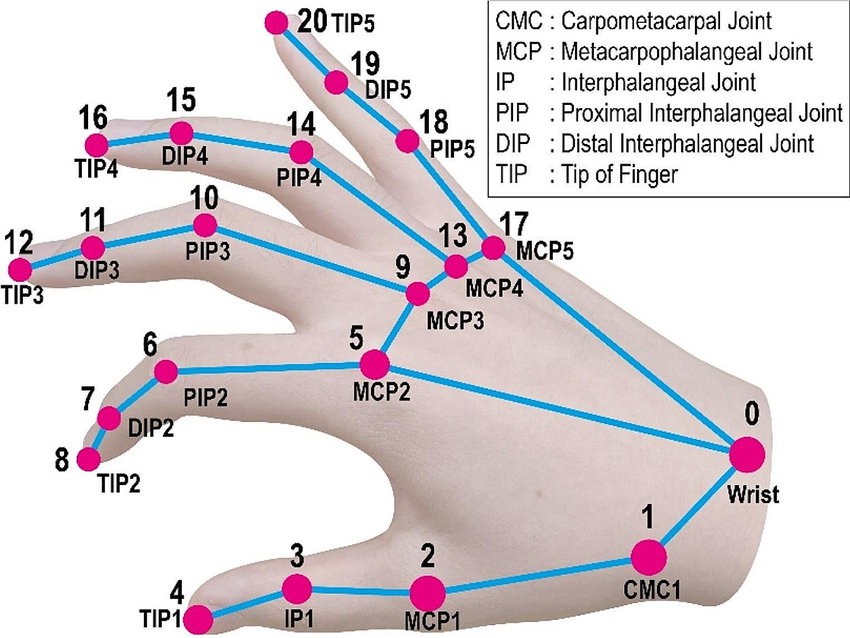 CMC : Carpometacarpal Joint
MCP : Metacarpophalangeal Joint
IP : Interphalangeal Joint
PIP : Proximal Interphalangeal Joint
DIP : Distal Interphalangeal Joint
TIP : Tip of Finger
20 TIP5
19
DIP5
18
PIP5
17
MCP5
16
TIP4
15
DIP4
14
PIP4
13
MCP4
12
TIP3
11
DIP3
10
PIP3
9
MCP3
8
TIP2
7
DIP2
6
PIP2
5
MCP2
4
TIP1
3
IP1
2
MCP1
1
CMC1
0
Wrist